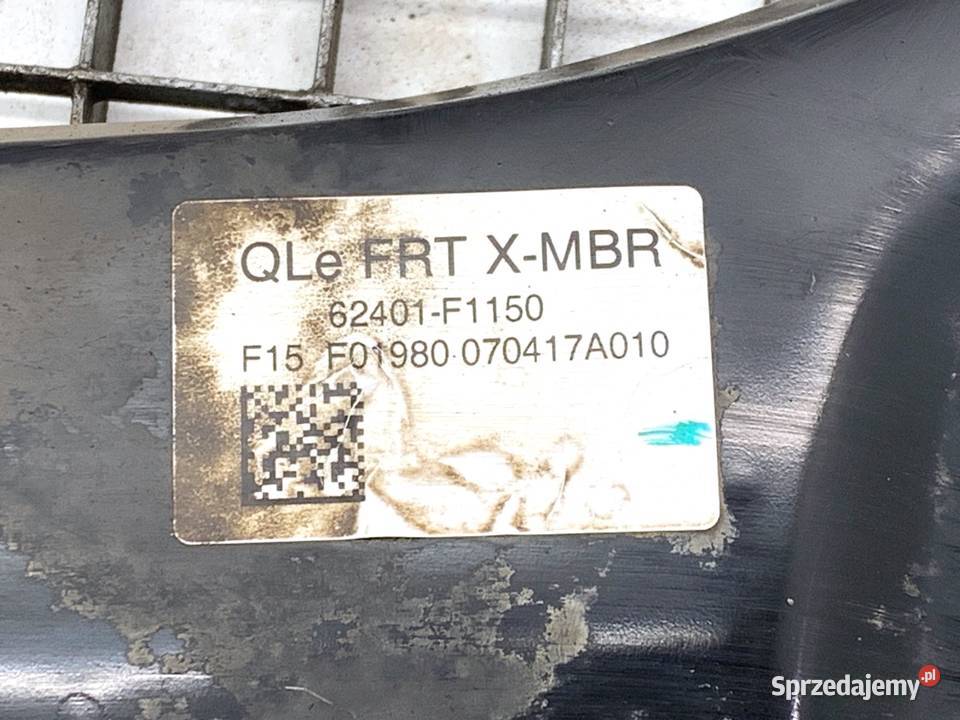 QLe FRT X-MBR
62401-F1150
F15 F01980 070417A010
Sprzedajemy.pl